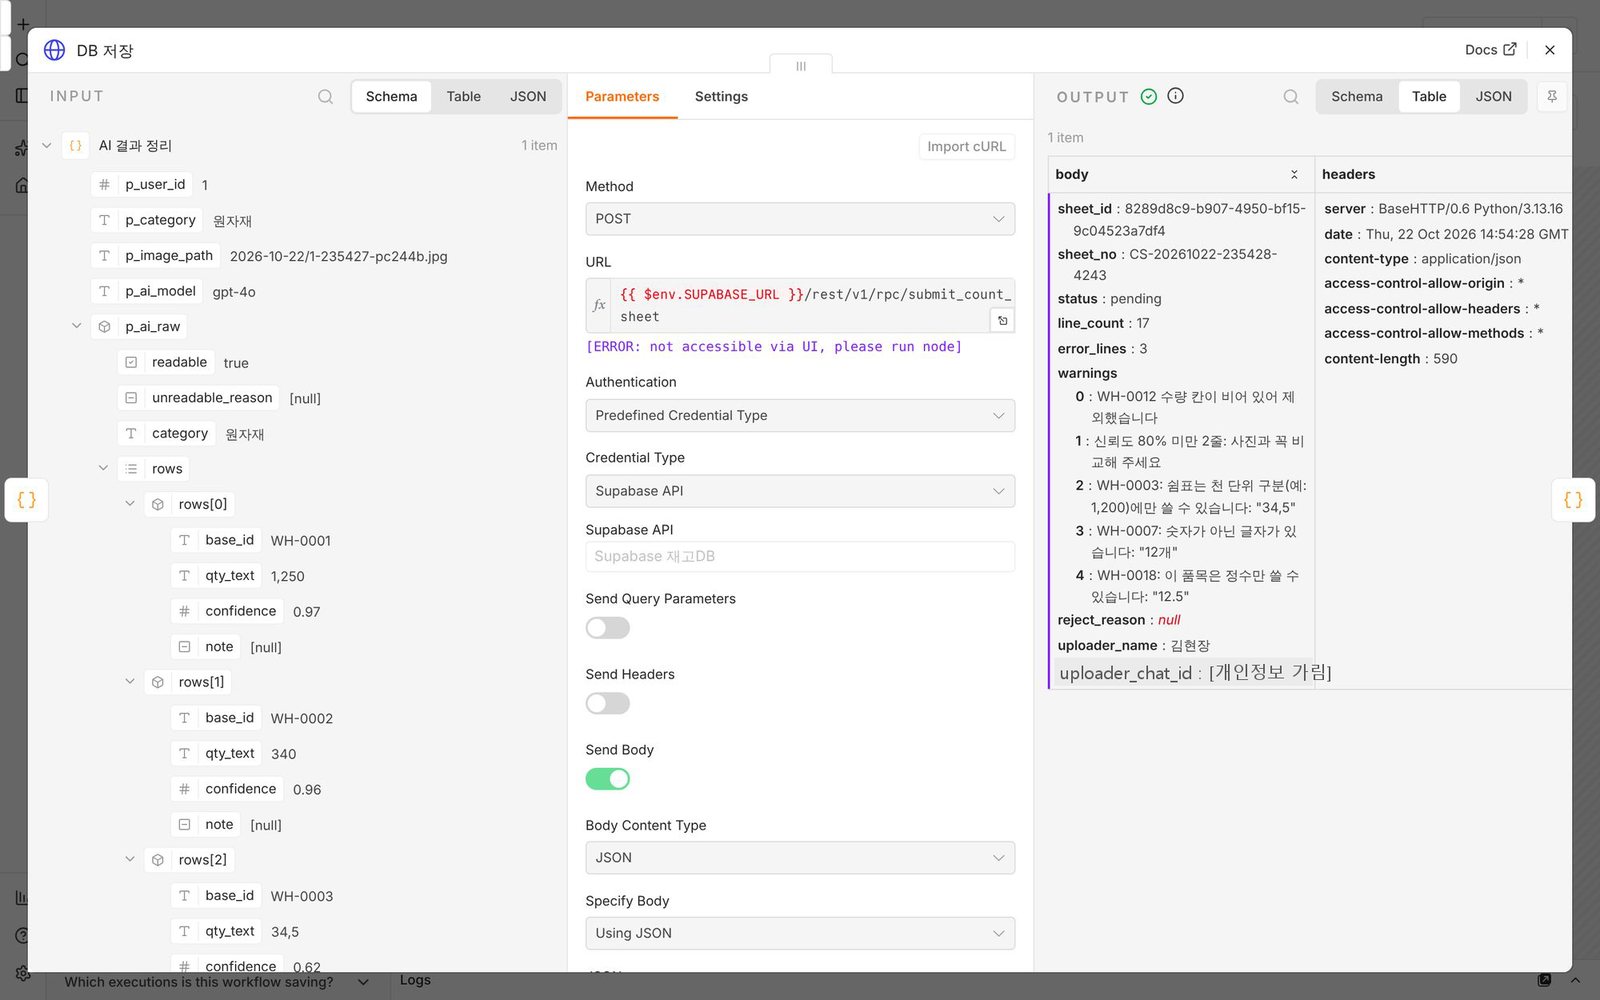 DB 저장
Docs
INPUT
Schema
Table
JSON
AI 결과 정리
1 item
p_user_id 1
p_category 원자재
p_image_path 2026-10-22/1-235427-pc244b.jpg
p_ai_model gpt-4o
p_ai_raw
readable true
unreadable_reason [null]
category 원자재
rows
rows[0]
base_id WH-0001
qty_text 1,250
confidence 0.97
note [null]
rows[1]
base_id WH-0002
qty_text 340
confidence 0.96
note [null]
rows[2]
base_id WH-0003
qty_text 34,5
confidence 0.62
Parameters
Settings
Import cURL
Method
POST
URL
fx
{{ $env.SUPABASE_URL }}/rest/v1/rpc/submit_count_
sheet
[ERROR: not accessible via UI, please run node]
Authentication
Predefined Credential Type
Credential Type
Supabase API
Supabase API
Supabase 재고DB
Send Query Parameters
Send Headers
Send Body
Body Content Type
JSON
Specify Body
Using JSON
OUTPUT
Schema
Table
JSON
1 item
body
sheet_id : 8289d8c9-b907-4950-bf15-
9c04523a7df4
sheet_no : CS-20261022-235428-
4243
status : pending
line_count : 17
error_lines : 3
warnings
0 : WH-0012 수량 칸이 비어 있어 제
외했습니다
1 : 신뢰도 80% 미만 2줄: 사진과 꼭 비
교해 주세요
2 : WH-0003: 쉼표는 천 단위 구분(예:
1,200)에만 쓸 수 있습니다: "34,5"
3 : WH-0007: 숫자가 아닌 글자가 있
습니다: "12개"
4 : WH-0018: 이 품목은 정수만 쓸 수
있습니다: "12.5"
reject_reason : null
uploader_name : 김현장
uploader_chat_id : [개인정보 가림]
headers
server : BaseHTTP/0.6 Python/3.13.16
date : Thu, 22 Oct 2026 14:54:28 GMT
content-type : application/json
access-control-allow-origin : *
access-control-allow-headers : *
access-control-allow-methods : *
content-length : 590
Which executions is this workflow saving?
Logs